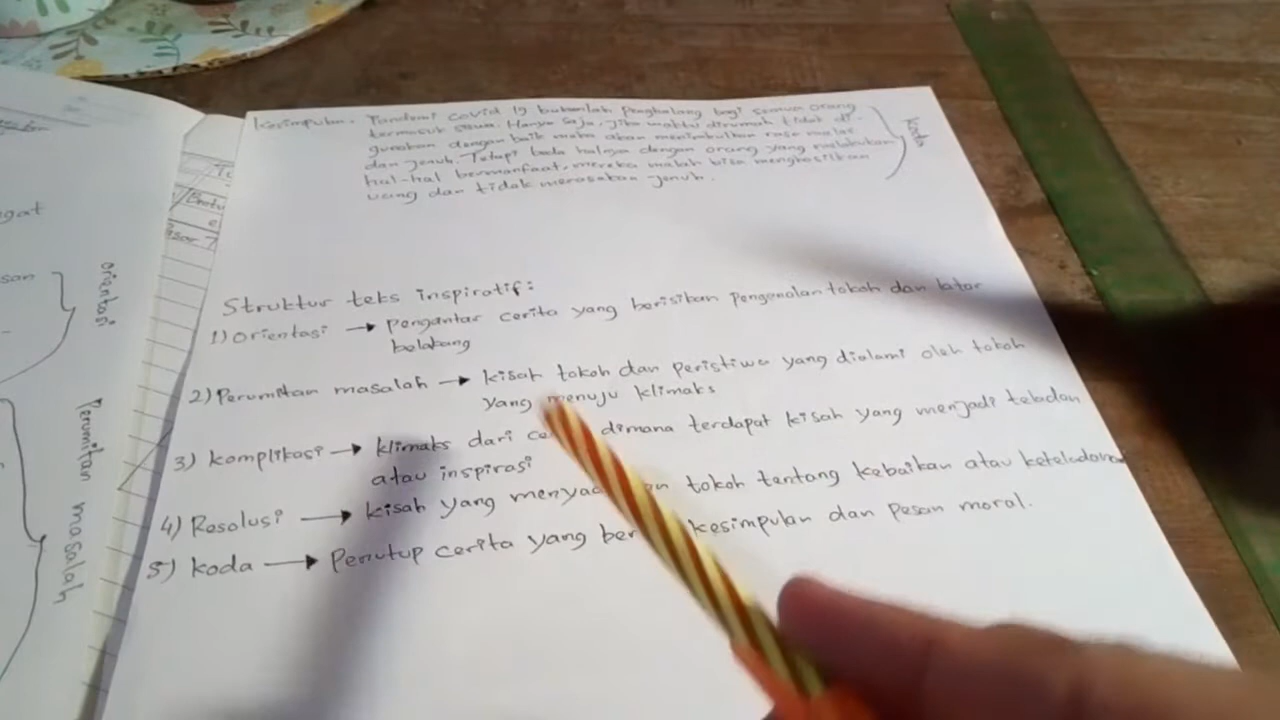 Kesimpulan. Pandemi Covid 19 bukanlah Penghalang bagi semua orang
termasuk siswa. Hanya saja, jika waktu dirumah tidak di-
gunakan dengan baik maka akan menimbulkan rasa malas
dan jenuh. Tetapi beda halnya dengan orang yang melakukan
hal-hal bermanfaat, mereka malah bisa menghasilkan
uang dan tidak merasakan jenuh.
Koda
Struktur teks inspiratif:
1) Orientasi → pengantar cerita yang berisikan pengenalan tokoh dan latar
belakang
2) Perumitan masalah → kisah tokoh dan peristiwa yang dialami oleh tokoh
yang menuju klimaks
3) Komplikasi → klimaks dari dimana terdapat kisah yang menjadi teladan
atau inspirasi
4) Resolusi → kisah yang tokoh tentang kebaikan atau keteladanan
5) Koda → Penutup cerita yang kesimpulan dan pesan moral.
gat
san
orientasi
Perumitan masalah